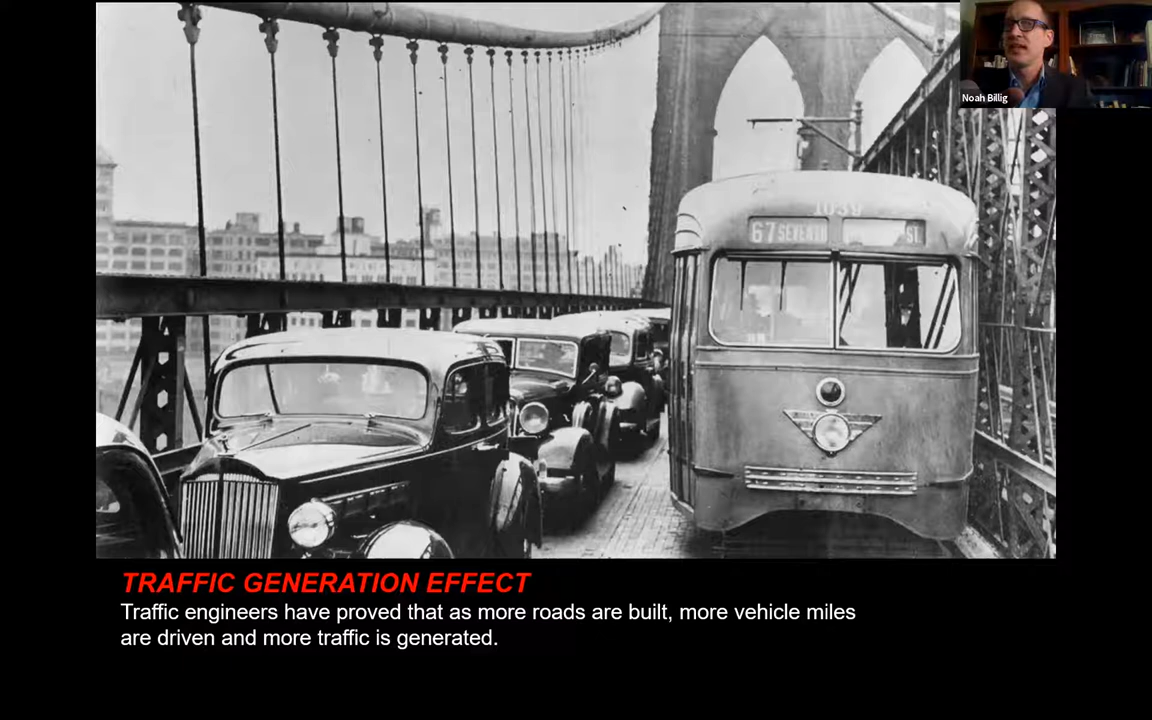 Noah Billig
1039
67 SEVENTH
ST.
TRAFFIC GENERATION EFFECT
Traffic engineers have proved that as more roads are built, more vehicle miles
are driven and more traffic is generated.